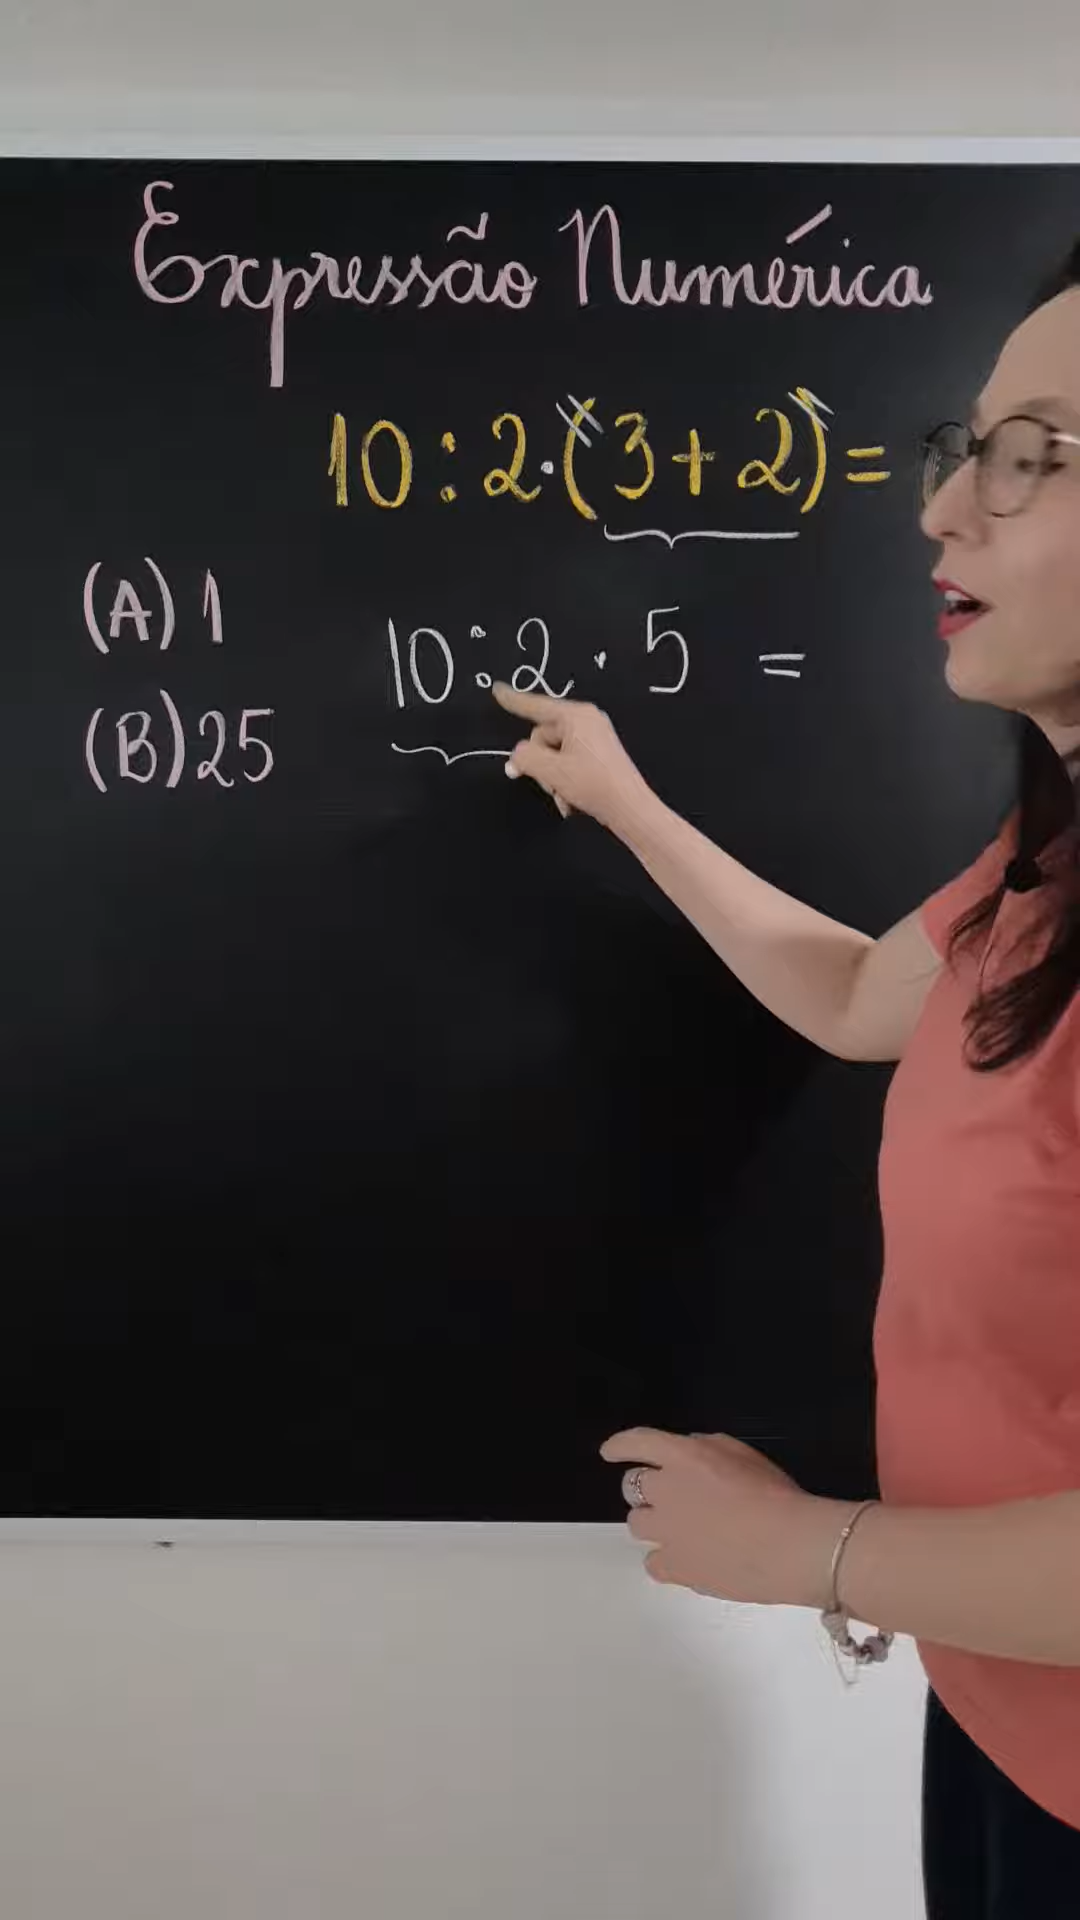 Expressão Numérica
10 : 2 · (3 + 2) =
(A) 1
10 : 2 · 5 =
(B) 25